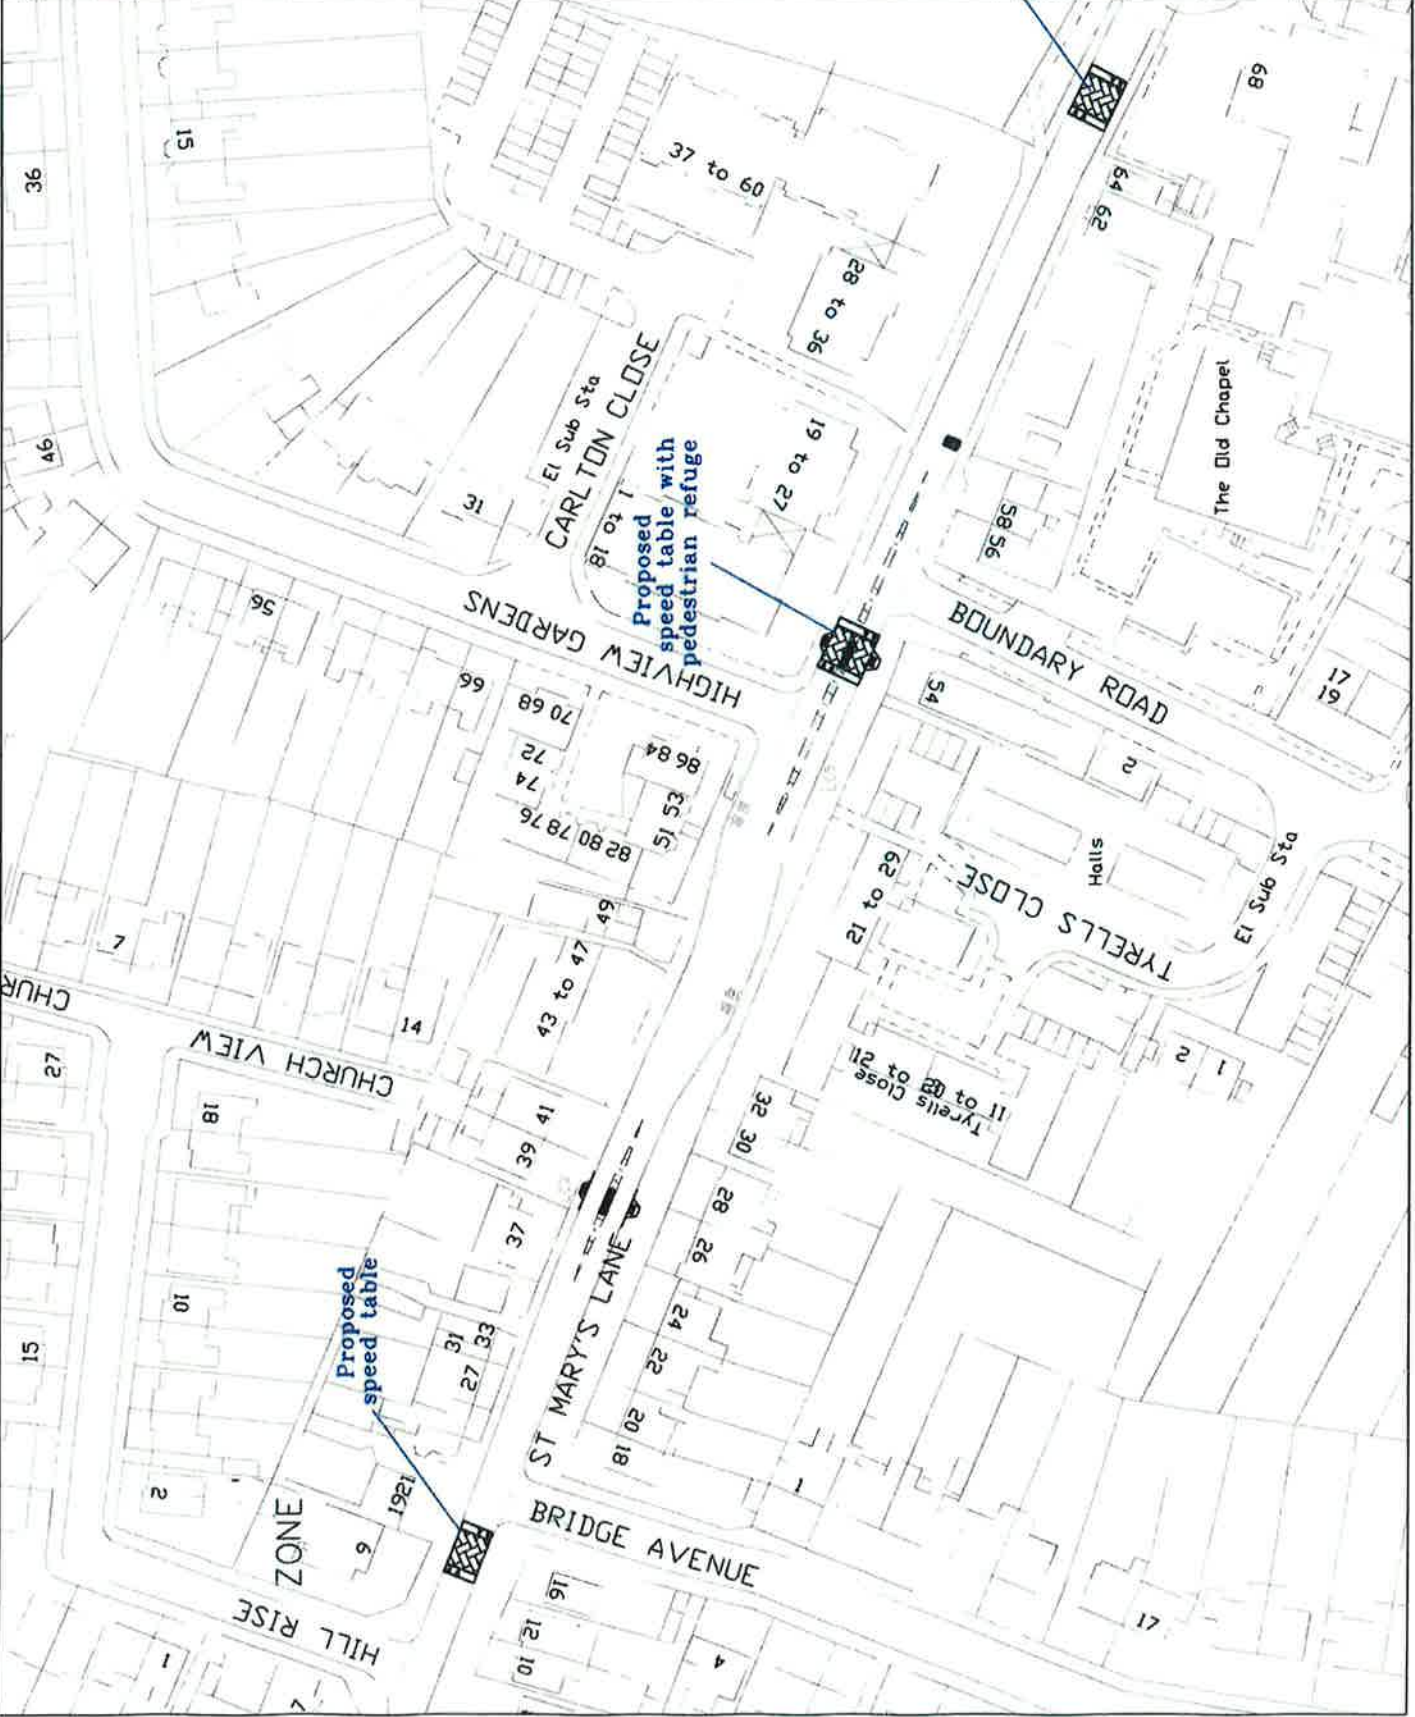 36
15
46
37 to 60
89
64
62
28 to 36
El Sub Sta
CARLTON CLOSE
31
1 to 18
19 to 27
58 56
The Old Chapel
Proposed
speed table with
pedestrian refuge
56
HIGHVIEW GARDENS
66
70 68
72
74
78 76
82 80
86 84
51 53
BOUNDARY ROAD
54
17
19
2
Halls
El Sub Sta
TYRELLS CLOSE
21 to 29
49
43 to 47
7
CHUR
CHURCH VIEW
14
27
18
41
39
37
32
30
28
26
24
22
20
18
Tyrells Close
2
1
Proposed
speed table
10
15
31
33
27
ST MARY'S LANE
2
1921
9
ZONE
HILL RISE
BRIDGE AVENUE
16
12
10
1
1
7
4
17